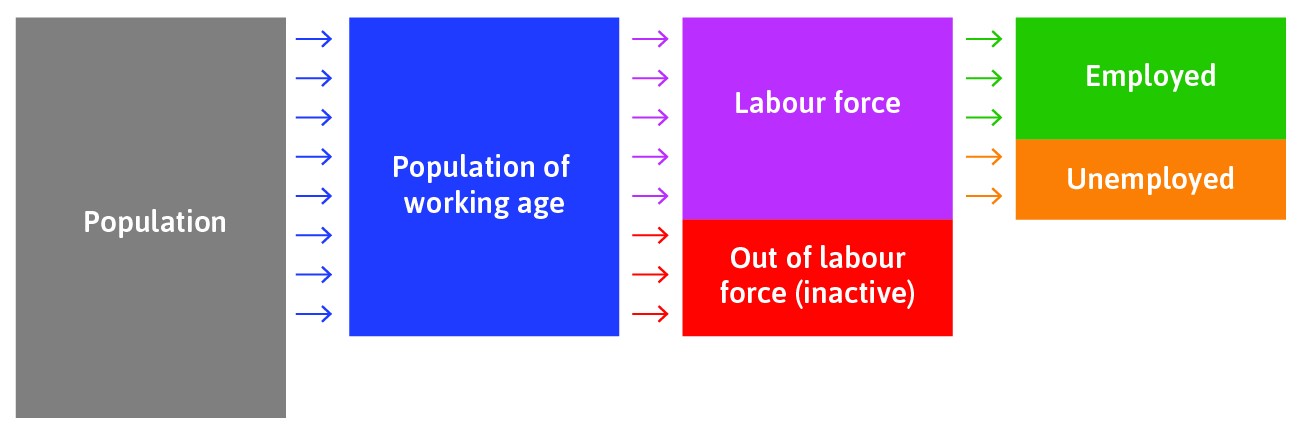 Population
Population of
working age
Labour force
Out of labour
force (inactive)
Employed
Unemployed